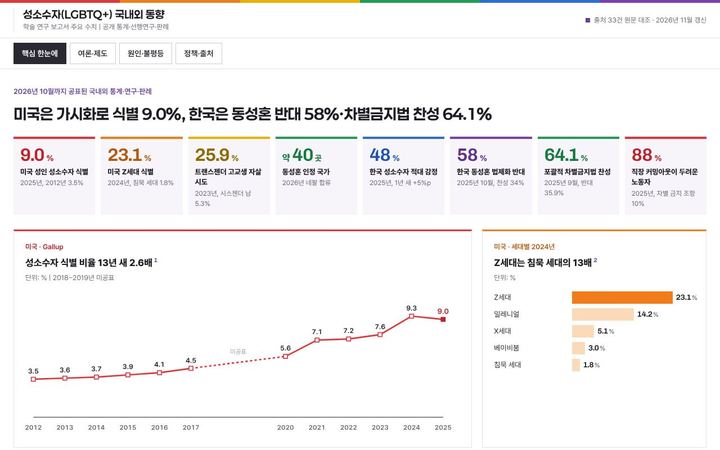 성소수자(LGBTQ+) 국내외 동향
학술 연구 보고서 주요 수치 | 공개 통계·선행연구·판례
출처 33건 원문 대조 · 2026년 11월 갱신
핵심 한눈에
여론·제도
원인·불평등
정책·출처
2026년 10월까지 공표된 국내외 통계·연구·판례
미국은 가시화로 식별 9.0%, 한국은 동성혼 반대 58%·차별금지법 찬성 64.1%
9.0%
미국 성인 성소수자 식별
2025년, 2012년 3.5%
23.1%
미국 Z세대 식별
2024년, 침묵 세대 1.8%
25.9%
트랜스젠더 고교생 자살
시도
2023년, 시스젠더 남
5.3%
약 40곳
동성혼 인정 국가
2026년 네팔 합류
48%
한국 성소수자 적대 감정
2025년, 1년 새 +5%p
58%
한국 동성혼 법제화 반대
2025년 10월, 찬성 34%
64.1%
포괄적 차별금지법 찬성
2025년 9월, 반대
35.9%
88%
직장 커밍아웃이 두려운
노동자
2025년, 차별 금지 조항
10%
미국 · Gallup
성소수자 식별 비율 13년 새 2.6배 1
단위: % | 2018–2019년 미공표
3.5
3.6
3.7
3.9
4.1
4.5
미공표
5.6
7.1
7.2
7.6
9.3
9.0
2012
2013
2014
2015
2016
2017
2020
2021
2022
2023
2024
2025
미국 · 세대별 2024년
Z세대는 침묵 세대의 13배 2
단위: %
Z세대 23.1%
밀레니얼 14.2%
X세대 5.1%
베이비붐 3.0%
침묵 세대 1.8%